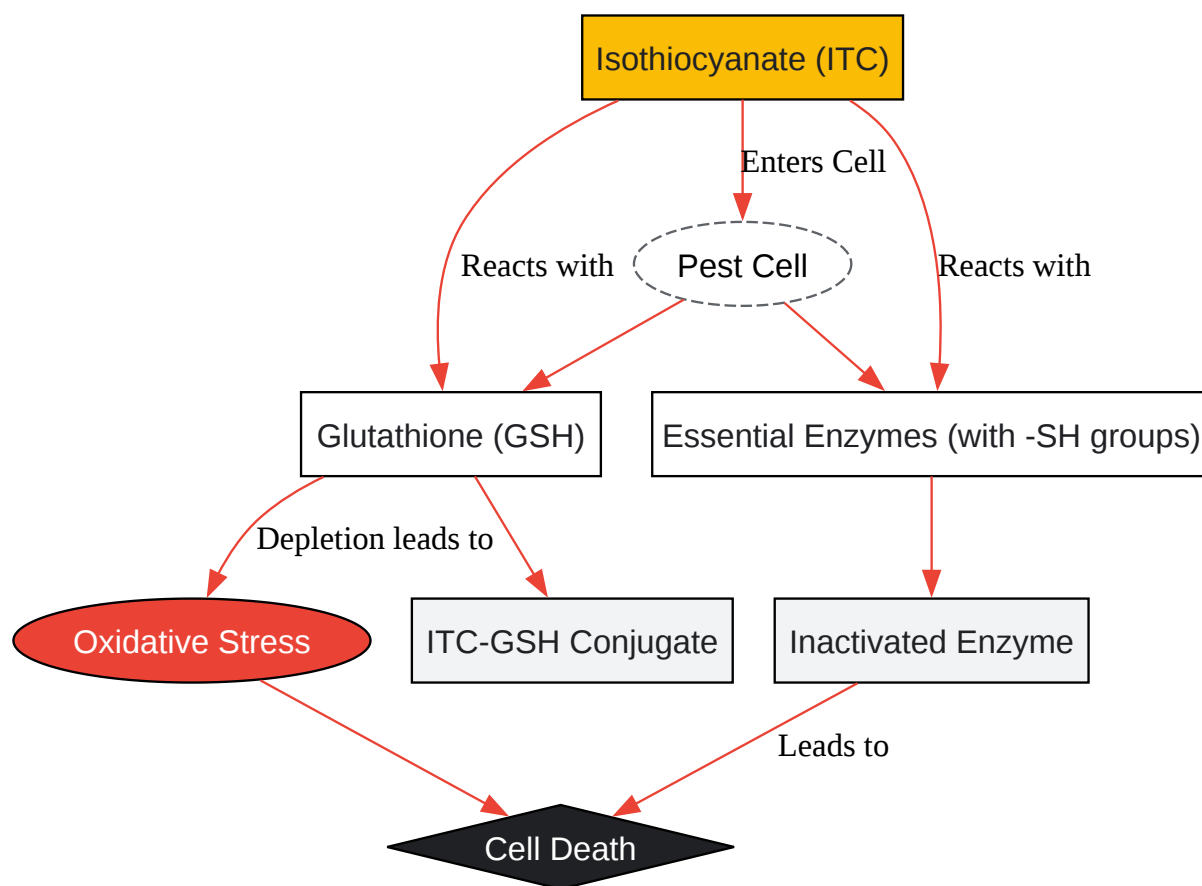 Isothiocyanate (ITC)
Enters Cell
Reacts with
Pest Cell
Reacts with
Glutathione (GSH)
Essential Enzymes (with -SH groups)
Depletion leads to
Oxidative Stress
ITC-GSH Conjugate
Inactivated Enzyme
Leads to
Cell Death